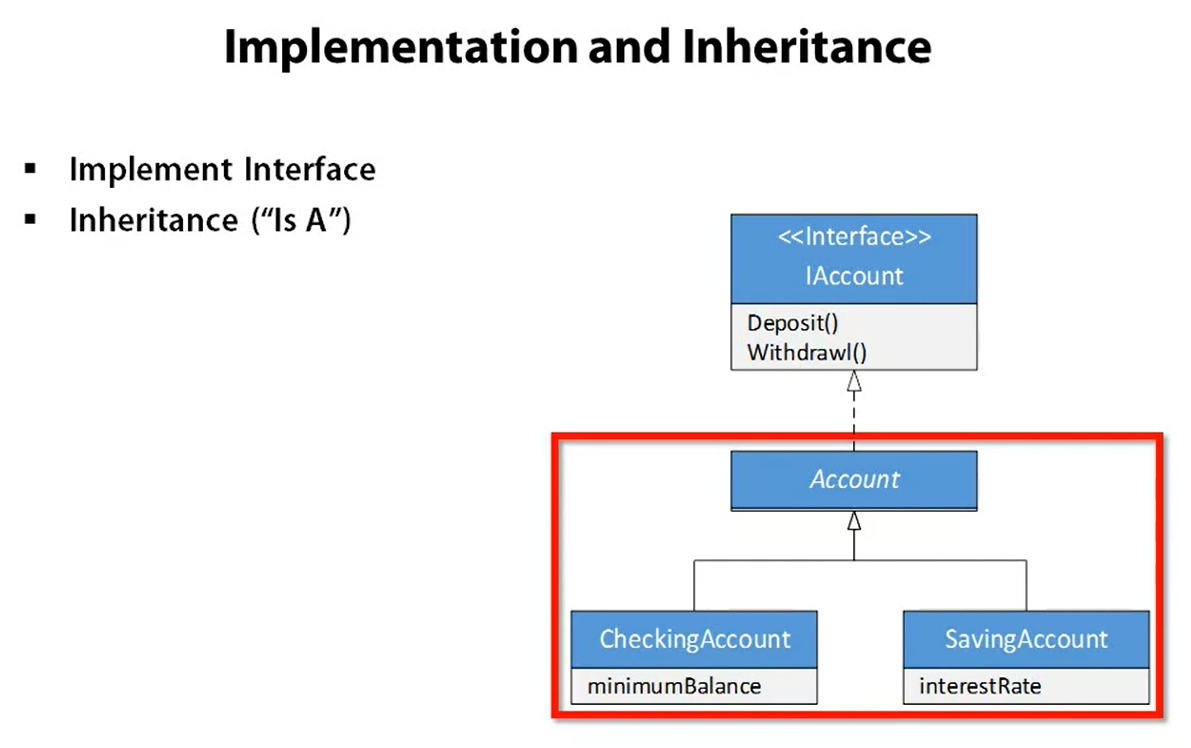 Implementation and Inheritance
▪ Implement Interface
▪ Inheritance (“Is A”)
<<Interface>>
IAccount
Deposit()
Withdrawl()
Account
CheckingAccount
minimumBalance
SavingAccount
interestRate